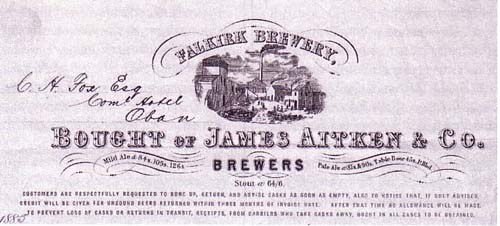 FALKIRK BREWERY,
C. H. Fox Esq
Coml Hotel
Oban
BOUGHT OF JAMES AITKEN & CO.
Mild Ale @ 84s, 105s, 126s
BREWERS
Pale Ale @ 81s, & 90s. Table Beer 45s,
Stout @ 64/6.
CUSTOMERS ARE RESPECTFULLY REQUESTED TO BUNG UP, RETURN, AND ADVISE CASKS AS SOON AS EMPTY, ALSO TO NOTICE THAT, IF DULY ADVISED,
CREDIT WILL BE GIVEN FOR UNSOUND BEERS RETURNED WITHIN THREE MONTHS OF INVOICE DATE. AFTER THAT TIME NO ALLOWANCE WILL BE MADE.
TO PREVENT LOSS OF CASKS OR RETURNS IN TRANSIT, RECEIPTS, FROM CARRIERS WHO TAKE CASKS AWAY, OUGHT IN ALL CASES TO BE OBTAINED.
1885